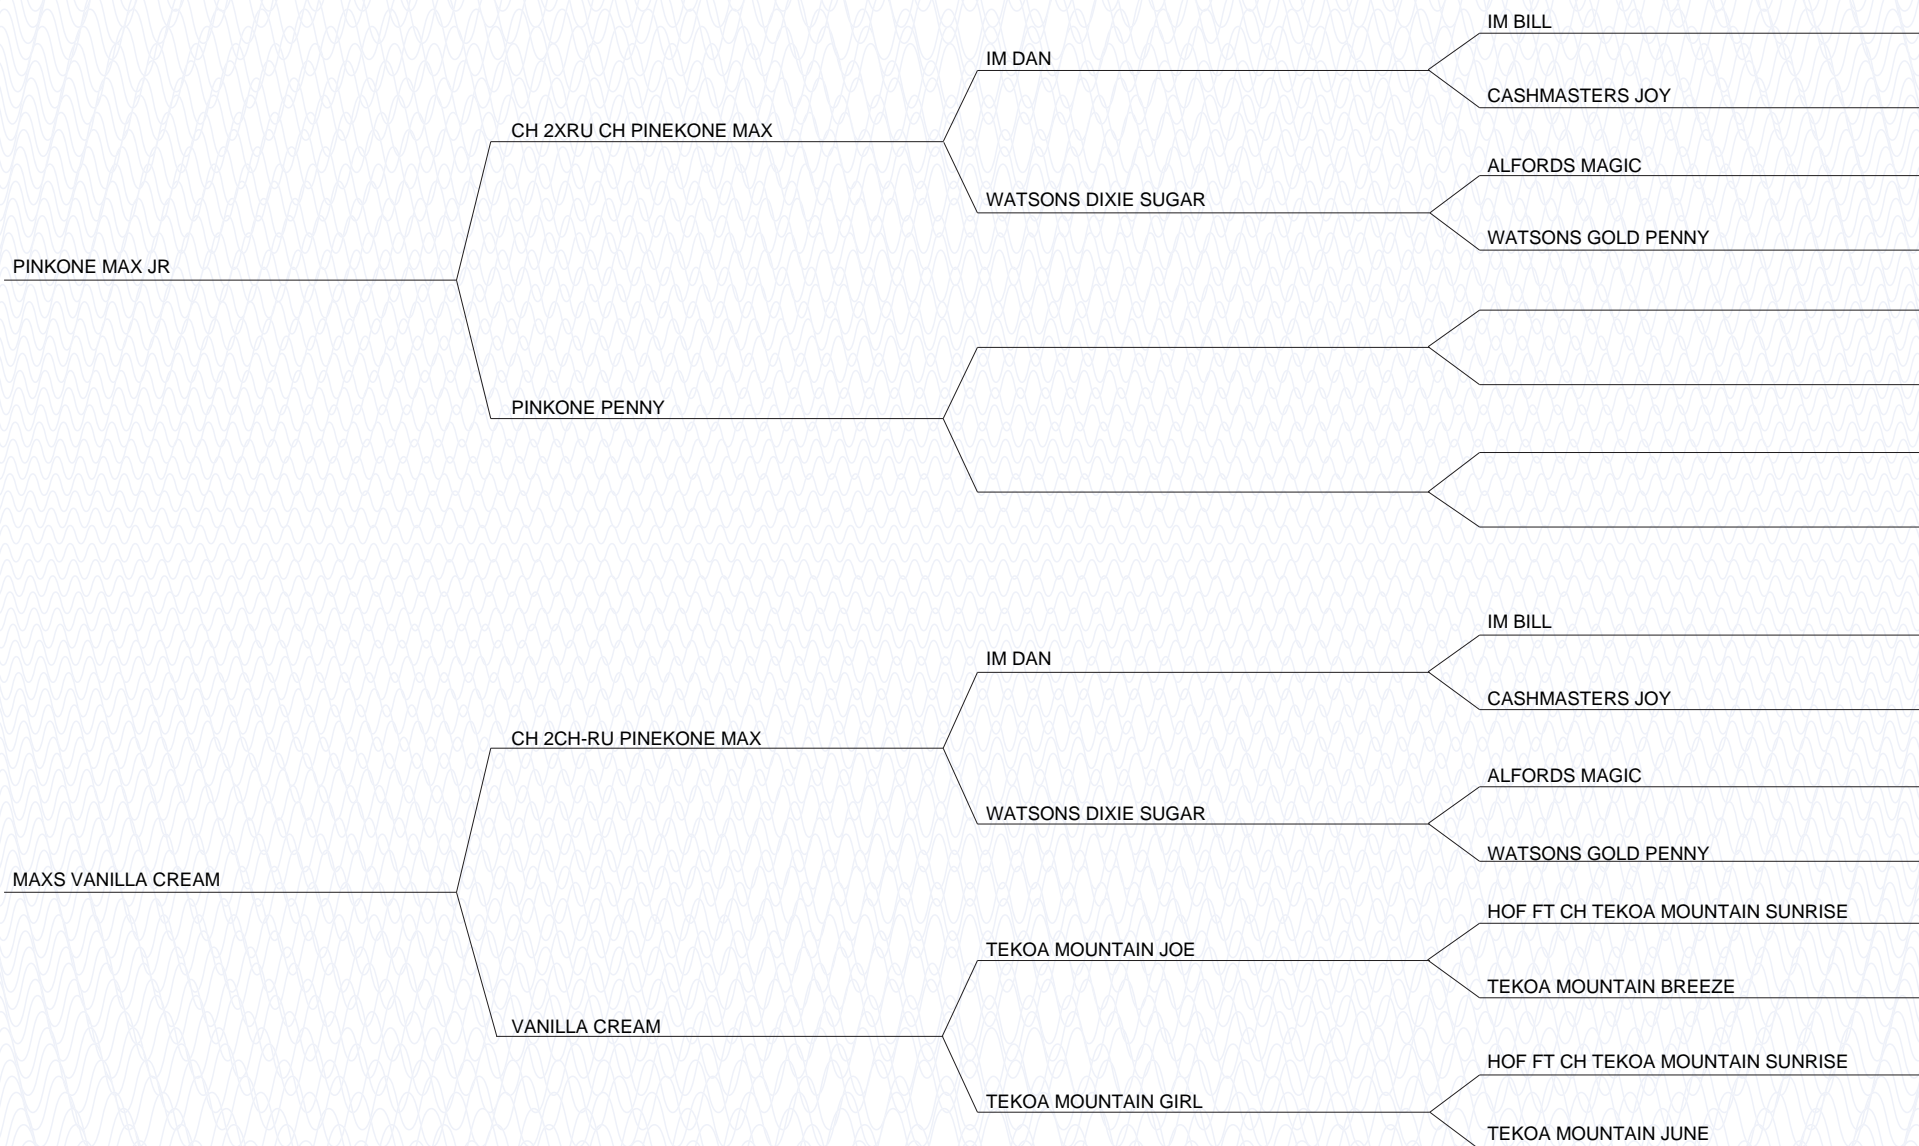 IM BILL
IM DAN
CASHMASTERS JOY
CH 2XRU CH PINEKONE MAX
ALFORDS MAGIC
WATSONS DIXIE SUGAR
WATSONS GOLD PENNY
PINKONE MAX JR
PINKONE PENNY
IM BILL
IM DAN
CASHMASTERS JOY
CH 2CH-RU PINEKONE MAX
ALFORDS MAGIC
WATSONS DIXIE SUGAR
WATSONS GOLD PENNY
MAXS VANILLA CREAM
HOF FT CH TEKOA MOUNTAIN SUNRISE
TEKOA MOUNTAIN JOE
TEKOA MOUNTAIN BREEZE
VANILLA CREAM
HOF FT CH TEKOA MOUNTAIN SUNRISE
TEKOA MOUNTAIN GIRL
TEKOA MOUNTAIN JUNE